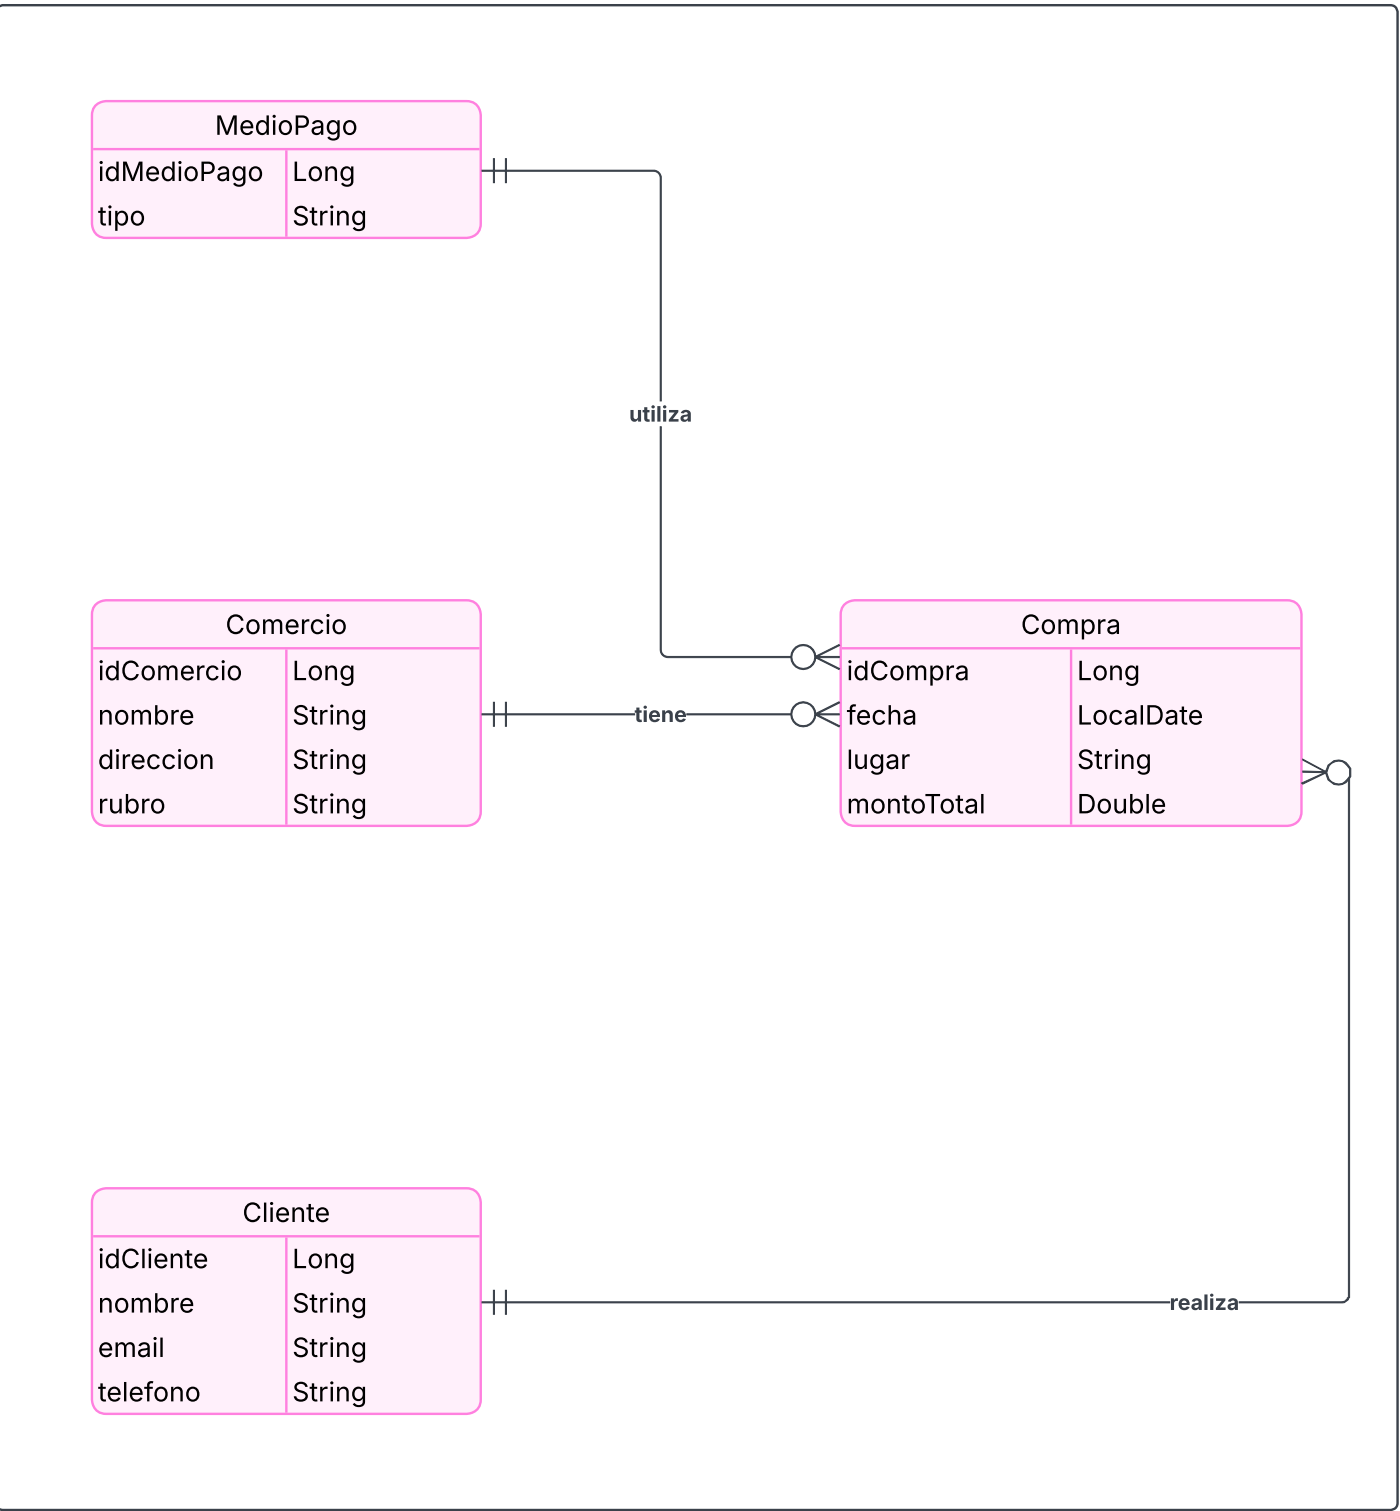 MedioPago
idMedioPago Long
tipo String
utiliza
Comercio
idComercio Long
nombre String
direccion String
rubro String
tiene
Compra
idCompra Long
fecha LocalDate
lugar String
montoTotal Double
Cliente
idCliente Long
nombre String
email String
telefono String
realiza